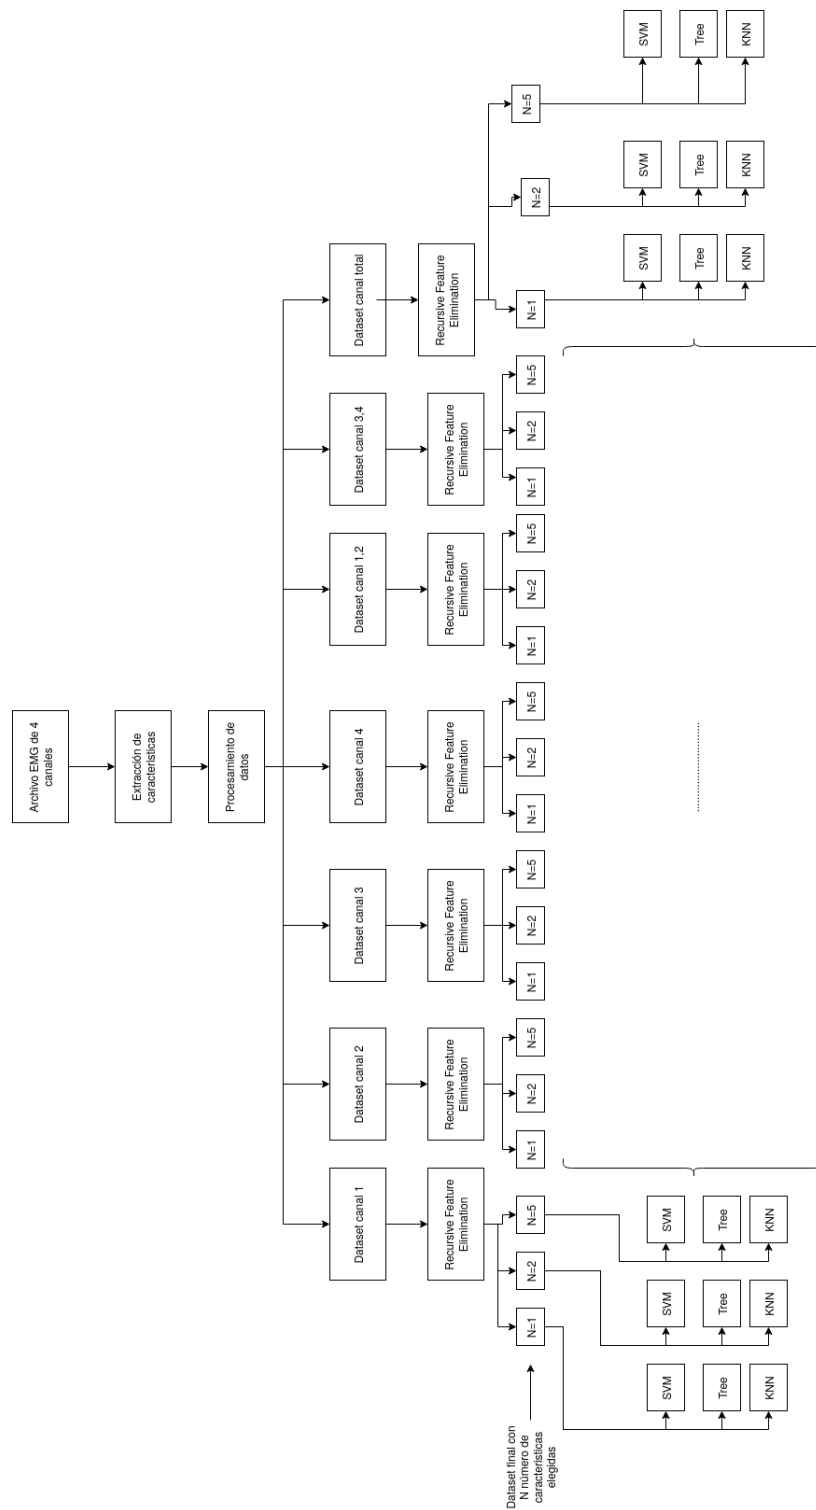 Archivo EMG de 4
canales
Extracción de
características
Procesamiento de
datos
Dataset canal 1
Dataset canal 2
Dataset canal 3
Dataset canal 4
Dataset canal 1,2
Dataset canal 3,4
Dataset canal total
Recursive Feature
Elimination
Recursive Feature
Elimination
Recursive Feature
Elimination
Recursive Feature
Elimination
Recursive Feature
Elimination
Recursive Feature
Elimination
Recursive Feature
Elimination
Dataset final con
N número de
características
elegidas
N=1
N=2
N=5
N=1
N=2
N=5
N=1
N=2
N=5
N=1
N=2
N=5
N=1
N=2
N=5
N=1
N=2
N=5
N=1
N=2
N=5
SVM
Tree
KNN
SVM
Tree
KNN
SVM
Tree
KNN
SVM
Tree
KNN
SVM
Tree
KNN
SVM
Tree
KNN